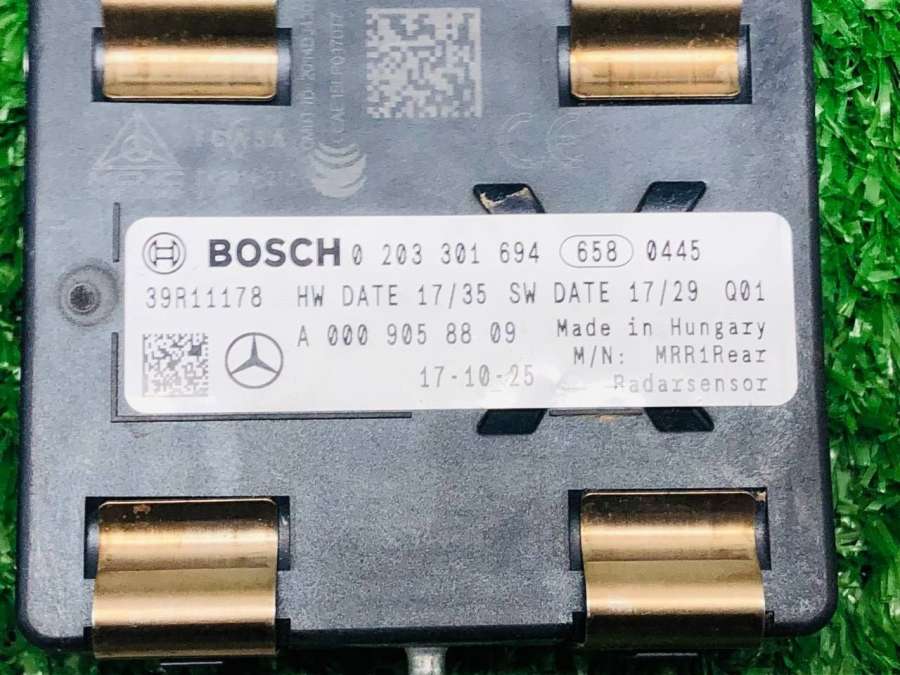 BOSCH 0 203 301 694 658 0445
39R11178 HW DATE 17/35 SW DATE 17/29 Q01
A 000 905 88 09 Made in Hungary
M/N: MRR1Rear
17-10-25 Radarsensor